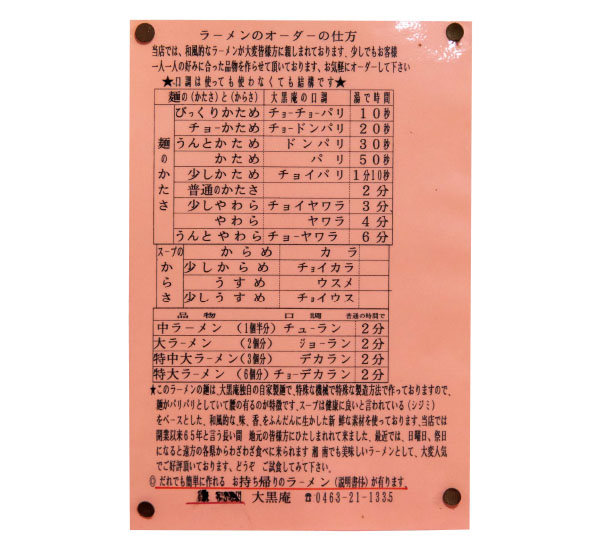 ラーメンのオーダーの仕方
当店では、和風的なラーメンが大変皆様方に親しまれております。少しでもお客様
一人一人の好みに合った品物を作らせて頂いております、お気軽にオーダーして下さい
★口調は使っても使わなくても結構です★
麺の(かたさ)と(からさ) 大黒庵の口調 湯で時間
麺のかたさ
びっくりかため チョーチョーバリ 10秒
チョーかため チョードンバリ 20秒
うんとかため ドンバリ 30秒
かため バリ 50秒
少しかため チョイバリ 1分10秒
普通のかたさ 2分
少しやわら チョイヤワラ 3分
やわら ヤワラ 4分
うんとやわら チョーヤワラ 6分
スープのからさ
からめ カラ
少しからめ チョイカラ
うすめ ウスメ
少しうすめ チョイウス
品物 口調 普通の時間で
中ラーメン (1個半分) チューラン 2分
大ラーメン (2個分) ジョーラン 2分
特中大ラーメン(3個分) デカラン 2分
特大ラーメン (6個分) チョーデカラン 2分
★このラーメンの麺は、大黒庵独自の自家製麺で、特殊な機械で特殊な製造方法で作っておりますので、
麺がバリバリとしていて腰の有るのが特徴です、スープは健康に良いと言われている(シジミ)
をベースとした、和風的な、味、香、をふんだんに生かした新 鮮な素材を使っております。当店では
開業以来65年と言う長い間 地元の皆様方にひたしまれて来ました、最近では、日曜日、祭日
になると遠方の各県からわざわざ食べに来られます 湘南でも美味しいラーメンとして、大変人気
でご好評頂いております、どうぞ ご試食してみて下さい。
◎ だれでも簡単に作れる お持ち帰りのラーメン(説明書付)が有ります。
大黒庵 ☎0463-21-1335